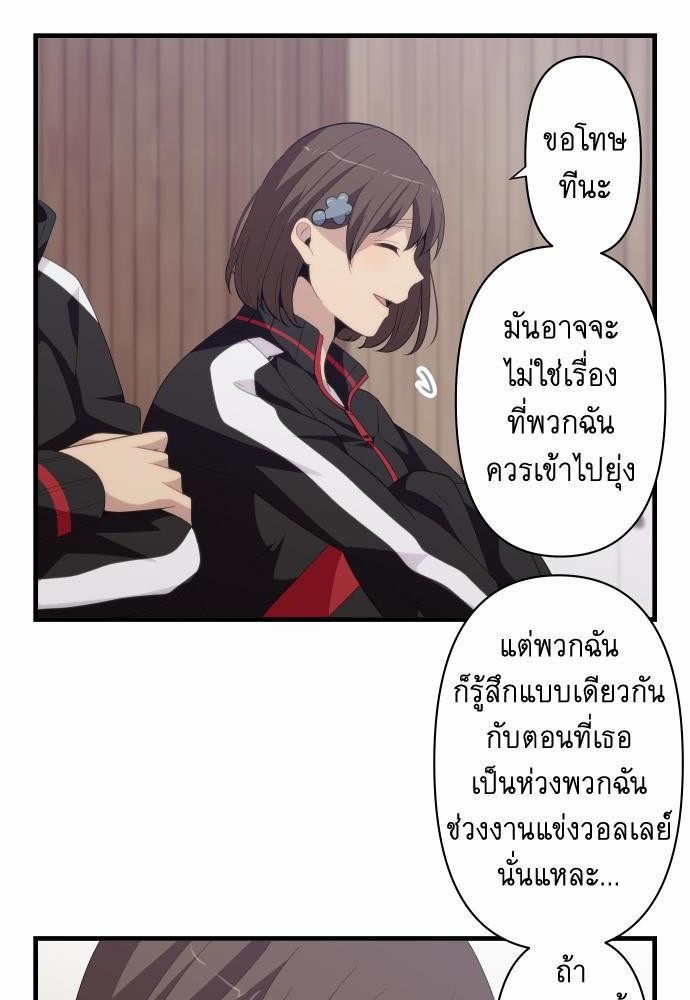 ขอโทษ
ทีนะ
มันอาจจะ
ไม่ใช่เรื่อง
ที่พวกฉัน
ควรเข้าไปยุ่ง
แต่พวกฉัน
ก็รู้สึกแบบเดียวกัน
กับตอนที่เธอ
เป็นห่วงพวกฉัน
ช่วงงานแข่งวอลเลย์
นั่นแหละ...
ถ้า